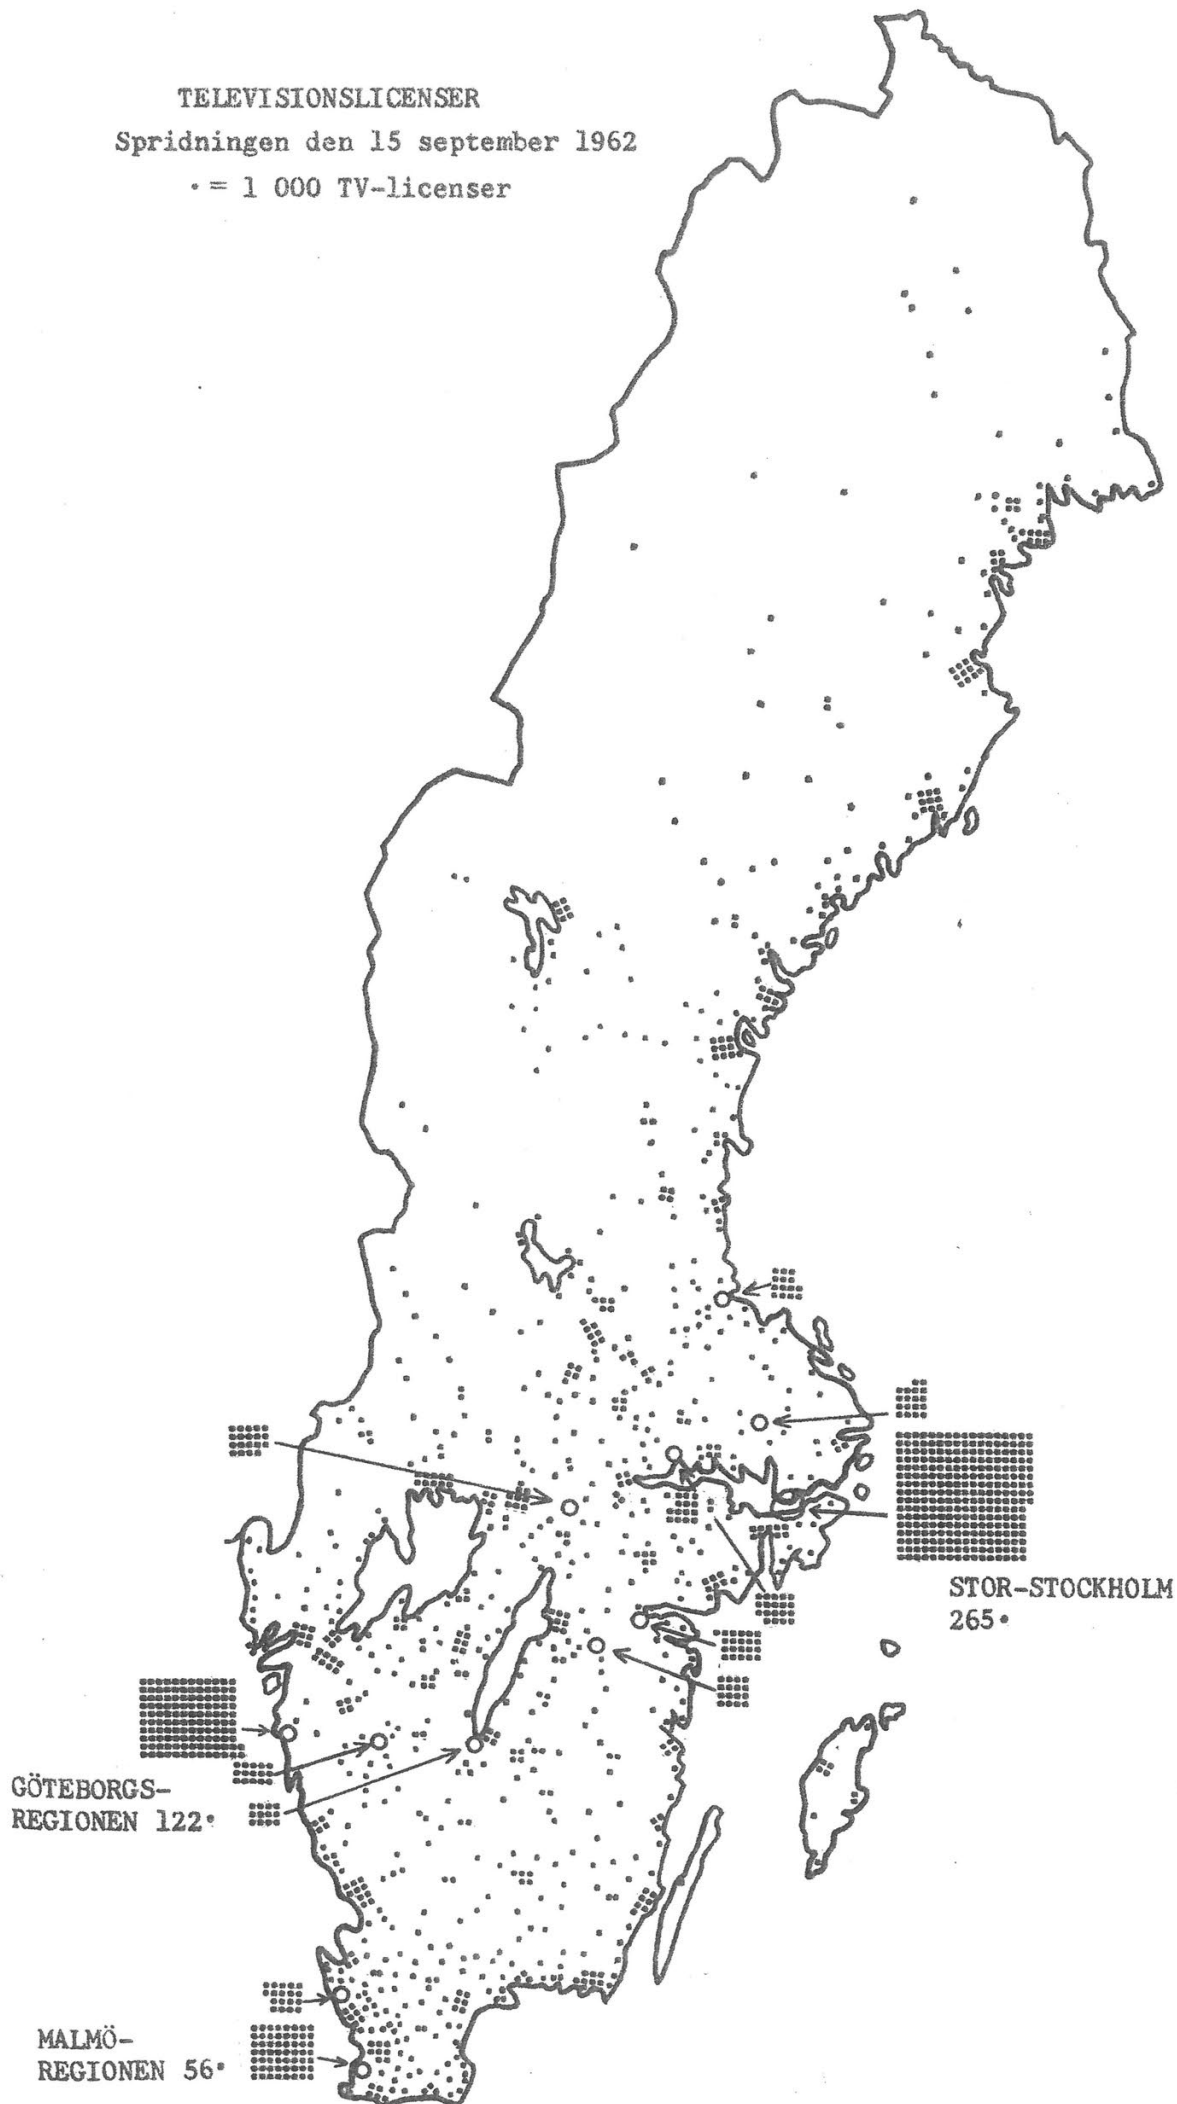 TELEVISIONSLICENSER
Spridningen den 15 september 1962
• = 1 000 TV-licenser
STOR-STOCKHOLM
265•
GÖTEBORGS-
REGIONEN 122•
MALMÖ-
REGIONEN 56•